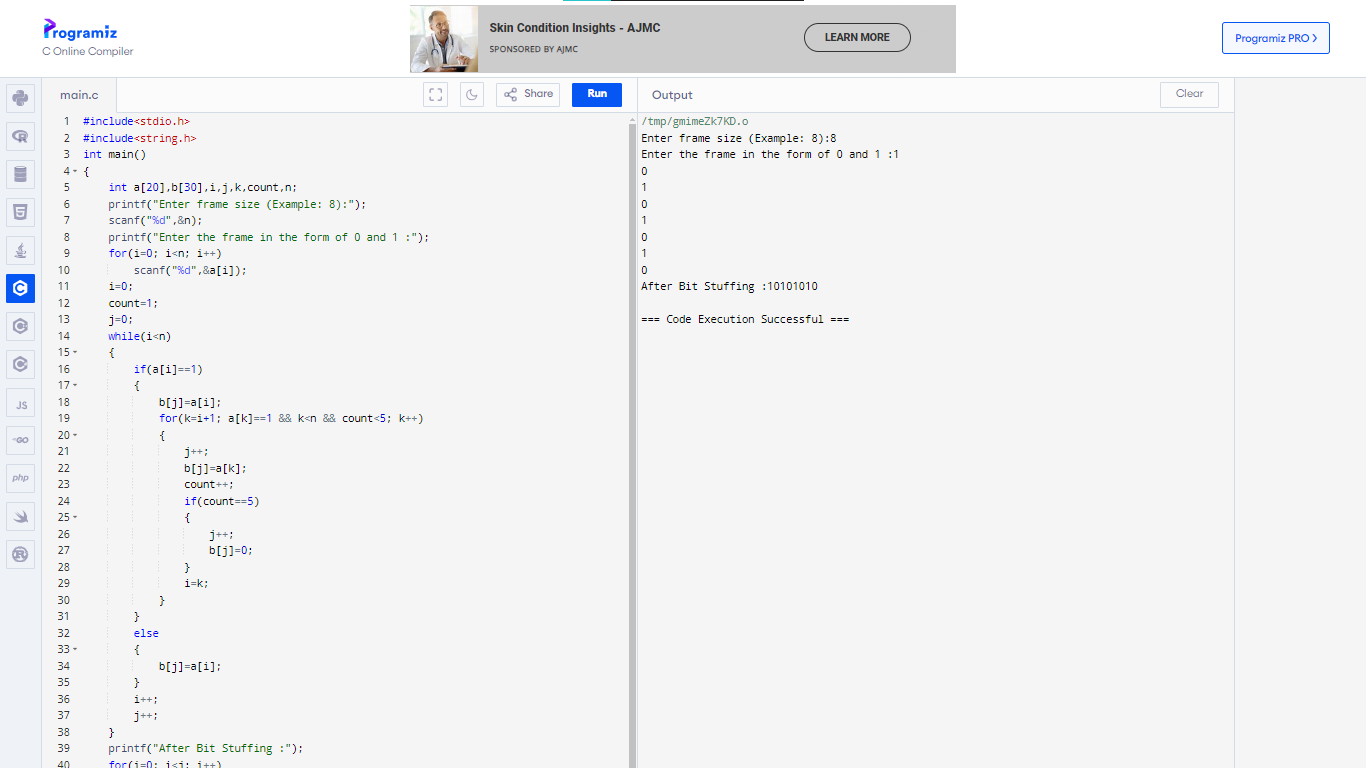 Programiz
C Online Compiler
Skin Condition Insights - AJMC
SPONSORED BY AJMC
LEARN MORE
Programiz PRO >
main.c
Share
Run
Output
Clear
1 #include<stdio.h>
2 #include<string.h>
3 int main()
4 {
5 int a[20],b[30],i,j,k,count,n;
6 printf("Enter frame size (Example: 8):");
7 scanf("%d",&n);
8 printf("Enter the frame in the form of 0 and 1 :");
9 for(i=0; i<n; i++)
10 scanf("%d",&a[i]);
11 i=0;
12 count=1;
13 j=0;
14 while(i<n)
15 {
16 if(a[i]==1)
17 {
18 b[j]=a[i];
19 for(k=i+1; a[k]==1 && k<n && count<5; k++)
20 {
21 j++;
22 b[j]=a[k];
23 count++;
24 if(count==5)
25 {
26 j++;
27 b[j]=0;
28 }
29 i=k;
30 }
31 }
32 else
33 {
34 b[j]=a[i];
35 }
36 i++;
37 j++;
38 }
39 printf("After Bit Stuffing :");
40 for(i=0; i<j; i++)
/tmp/gmimeZk7KD.o
Enter frame size (Example: 8):8
Enter the frame in the form of 0 and 1 :1
0
1
0
1
0
1
0
After Bit Stuffing :10101010
=== Code Execution Successful ===
JS
GO
php